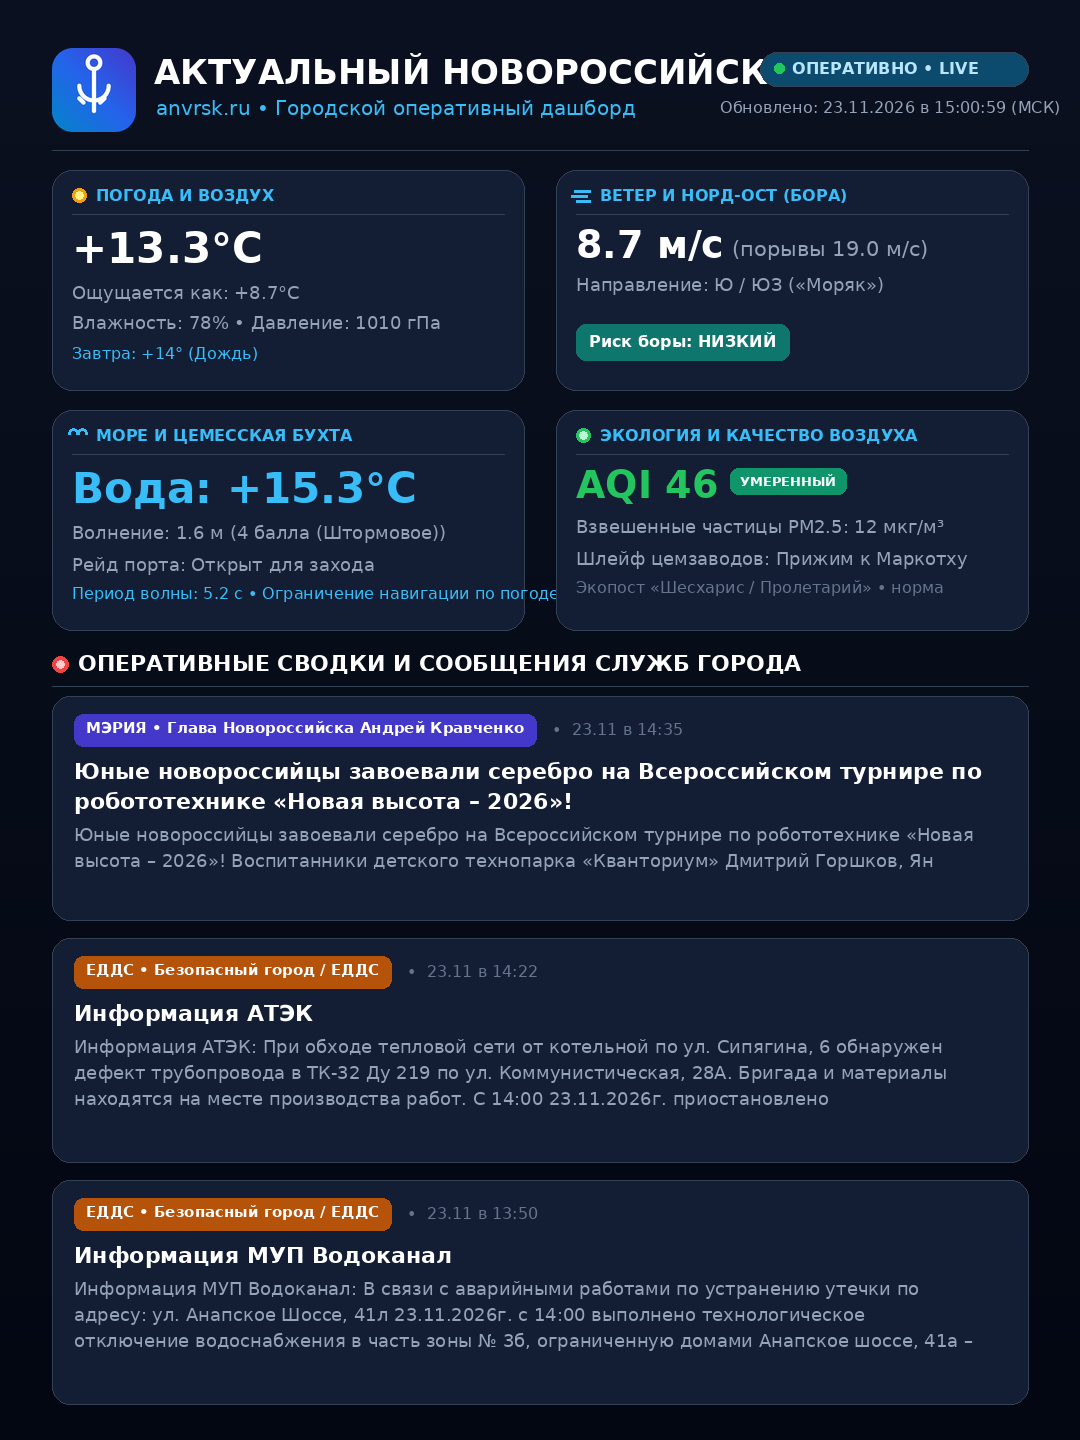 АКТУАЛЬНЫЙ НОВОРОССИЙСК
ОПЕРАТИВНО • LIVE
anvrsk.ru • Городской оперативный дашборд
Обновлено: 23.11.2026 в 15:00:59 (МСК)
ПОГОДА И ВОЗДУХ
+13.3°C
Ощущается как: +8.7°C
Влажность: 78% • Давление: 1010 гПа
Завтра: +14° (Дождь)
ВЕТЕР И НОРД-ОСТ (БОРА)
8.7 м/с (порывы 19.0 м/с)
Направление: Ю / ЮЗ («Моряк»)
Риск боры: НИЗКИЙ
МОРЕ И ЦЕМЕССКАЯ БУХТА
Вода: +15.3°C
Волнение: 1.6 м (4 балла (Штормовое))
Рейд порта: Открыт для захода
Период волны: 5.2 с • Ограничение навигации по погоде
ЭКОЛОГИЯ И КАЧЕСТВО ВОЗДУХА
AQI 46 УМЕРЕННЫЙ
Взвешенные частицы PM2.5: 12 мкг/м³
Шлейф цемзаводов: Прижим к Маркотху
Экопост «Шесхарис / Пролетарий» • норма
ОПЕРАТИВНЫЕ СВОДКИ И СООБЩЕНИЯ СЛУЖБ ГОРОДА
МЭРИЯ • Глава Новороссийска Андрей Кравченко • 23.11 в 14:35
Юные новороссийцы завоевали серебро на Всероссийском турнире по
робототехнике «Новая высота – 2026»!
Юные новороссийцы завоевали серебро на Всероссийском турнире по робототехнике «Новая
высота – 2026»! Воспитанники детского технопарка «Кванториум» Дмитрий Горшков, Ян
ЕДДС • Безопасный город / ЕДДС • 23.11 в 14:22
Информация АТЭК
Информация АТЭК: При обходе тепловой сети от котельной по ул. Сипягина, 6 обнаружен
дефект трубопровода в ТК-32 Ду 219 по ул. Коммунистическая, 28А. Бригада и материалы
находятся на месте производства работ. С 14:00 23.11.2026г. приостановлено
ЕДДС • Безопасный город / ЕДДС • 23.11 в 13:50
Информация МУП Водоканал
Информация МУП Водоканал: В связи с аварийными работами по устранению утечки по
адресу: ул. Анапское Шоссе, 41л 23.11.2026г. с 14:00 выполнено технологическое
отключение водоснабжения в часть зоны № 3б, ограниченную домами Анапское шоссе, 41а –